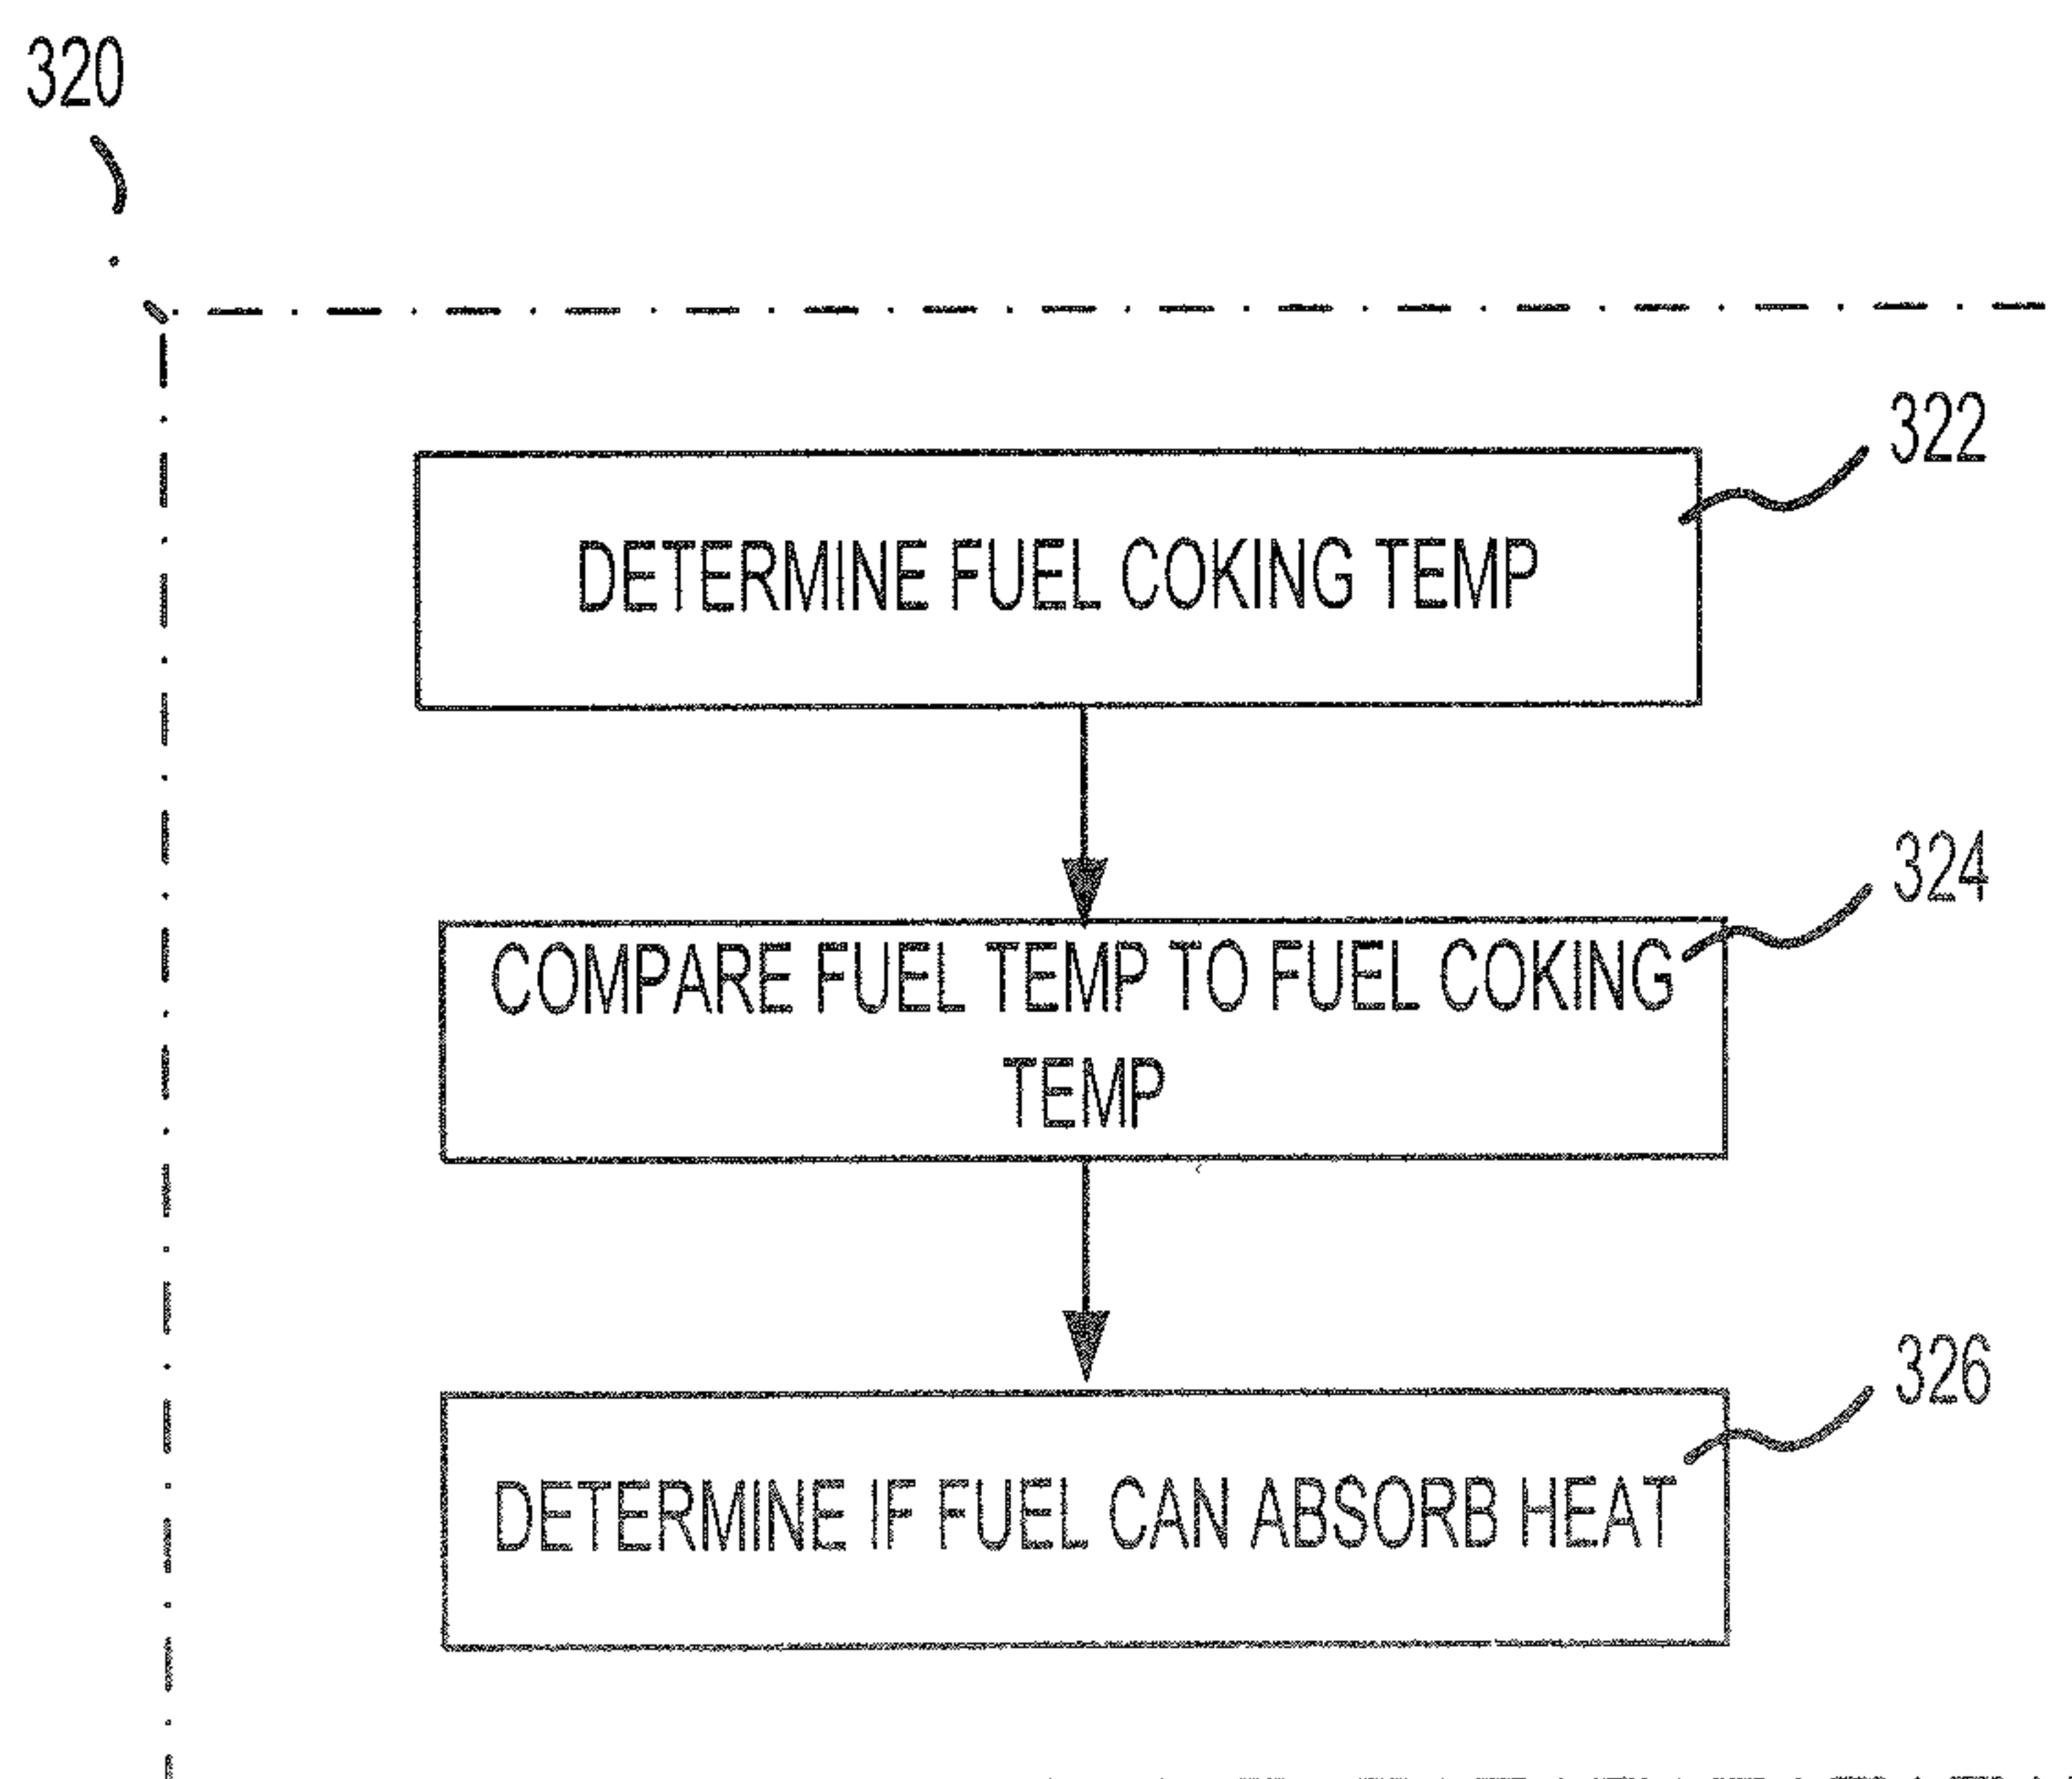 320
322
DETERMINE FUEL COKING TEMP
324
COMPARE FUEL TEMP TO FUEL COKING
TEMP
326
DETERMINE IF FUEL CAN ABSORB HEAT